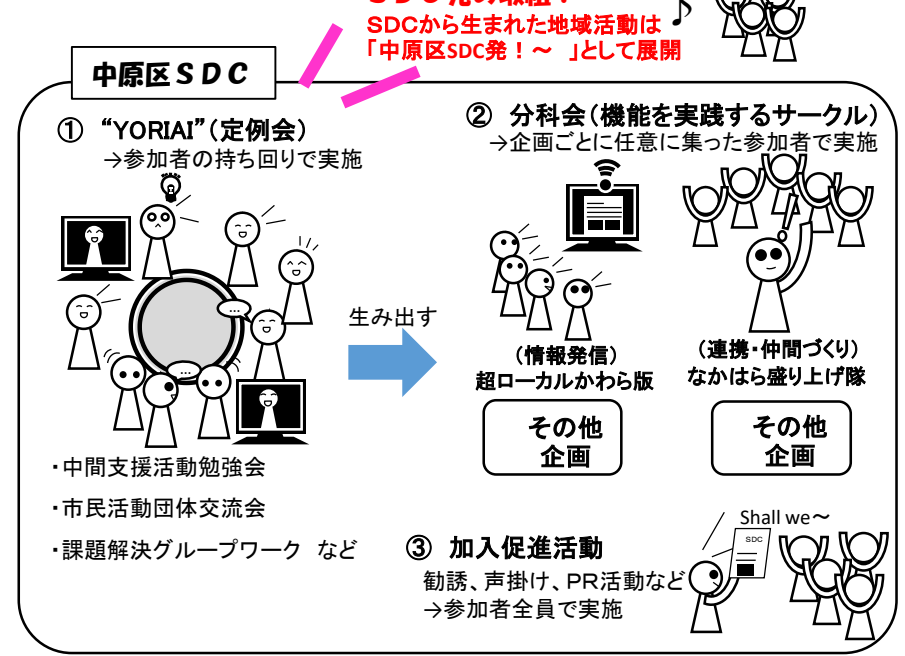 SDCから生まれた地域活動は
「中原区SDC発!~ 」として展開
中原区SDC
① “YORIAI”(定例会)
→参加者の持ち回りで実施
② 分科会(機能を実践するサークル)
→企画ごとに任意に集った参加者で実施
…
…
生み出す
(情報発信)
超ローカルかわら版
(連携・仲間づくり)
なかはら盛り上げ隊
その他
企画
その他
企画
・中間支援活動勉強会
・市民活動団体交流会
・課題解決グループワーク など
③ 加入促進活動
勧誘、声掛け、PR活動など
→参加者全員で実施
Shall we~
SDC